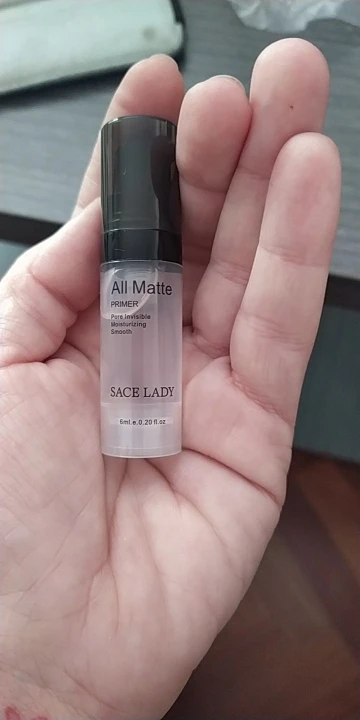 All Matte
PRIMER
Pore Invisible
Moisturizing
Smooth
SACE LADY
6ml.e.0.20 fl.oz